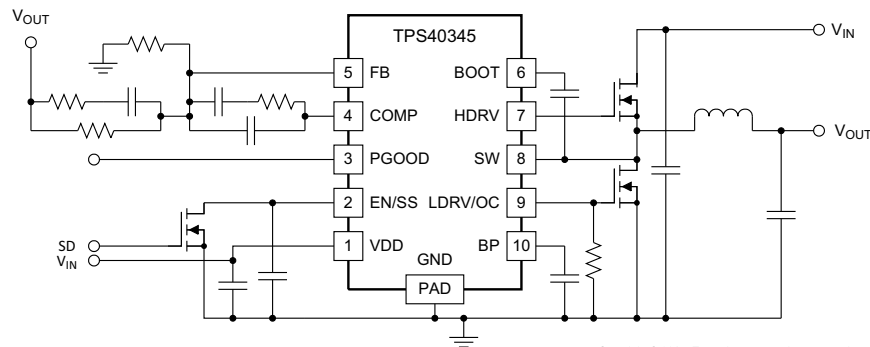 VOUT
TPS40345
VIN
5 FB
BOOT 6
4 COMP
HDRV 7
VOUT
3 PGOOD
SW 8
2 EN/SS
LDRV/OC 9
SD
VIN
1 VDD
GND
BP 10
PAD